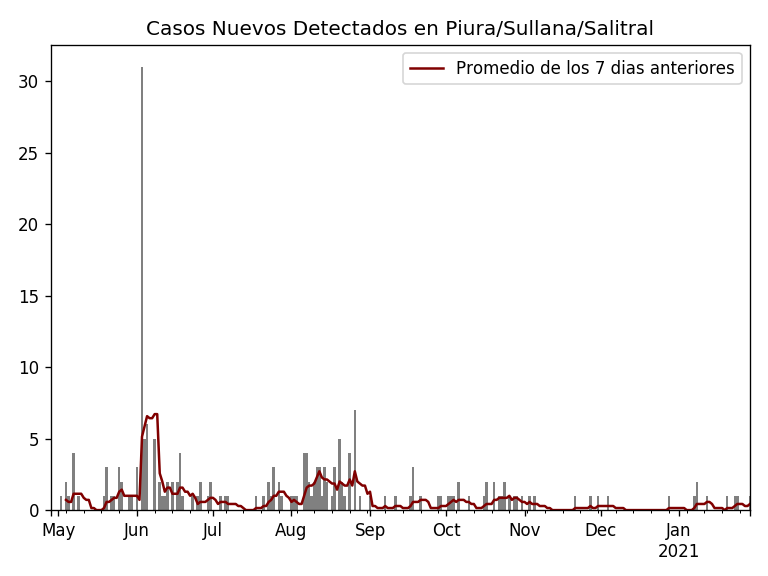 Casos Nuevos Detectados en Piura/Sullana/Salitral
Promedio de los 7 dias anteriores
30
25
20
15
10
5
0
May Jun Jul Aug Sep Oct Nov Dec Jan
2021